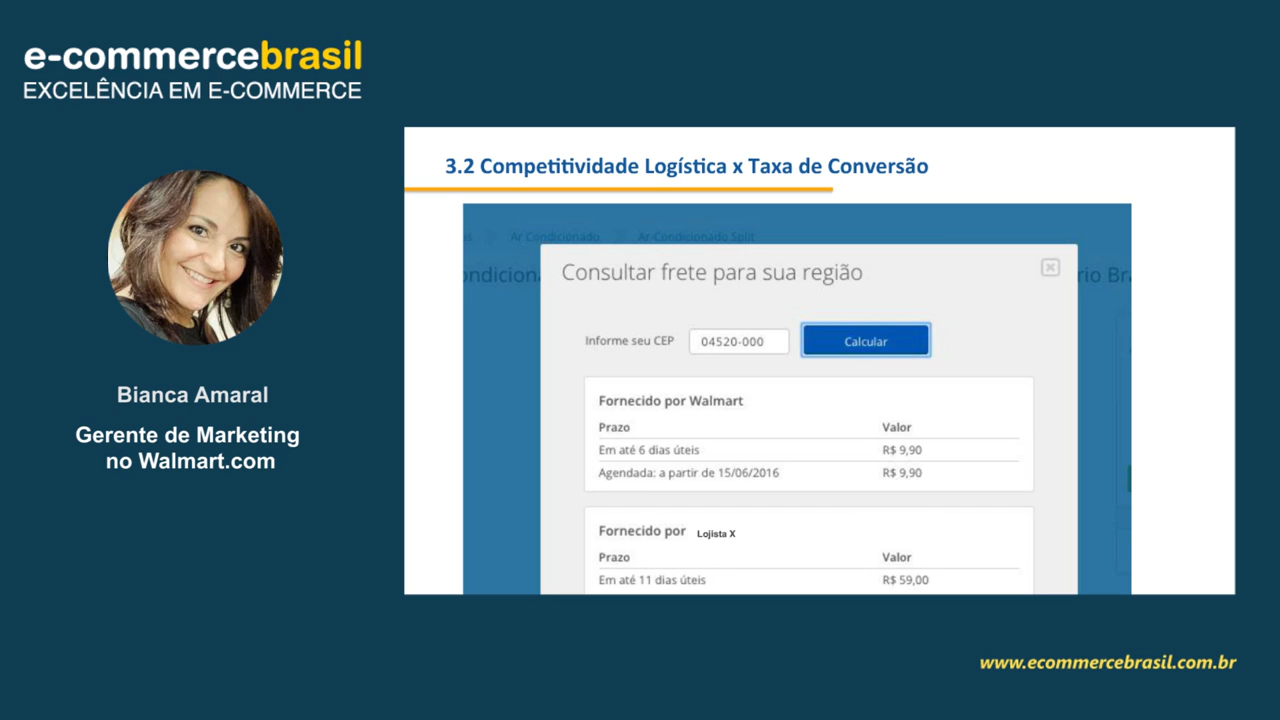 e-commercebrasil
EXCELÊNCIA EM E-COMMERCE
Bianca Amaral
Gerente de Marketing
no Walmart.com
3.2 Competitividade Logística x Taxa de Conversão
Ar Condicionado Ar-Condicionado Split
Consultar frete para sua região
Informe seu CEP 04520-000 Calcular
Fornecido por Walmart
Prazo Valor
Em até 6 dias úteis R$ 9,90
Agendada: a partir de 15/06/2016 R$ 9,90
Fornecido por Lojista X
Prazo Valor
Em até 11 dias úteis R$ 59,00
www.ecommercebrasil.com.br